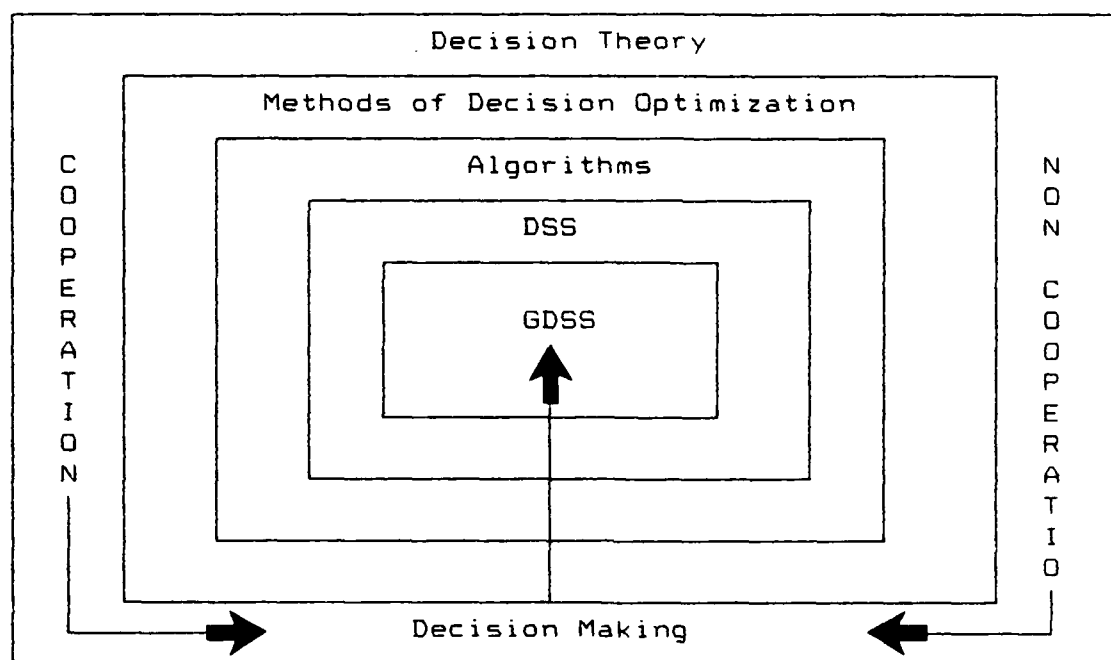 Decision Theory
Methods of Decision Optimization
Algorithms
DSS
GDSS
COOPERATION
NON COOPERATIO
Decision Making